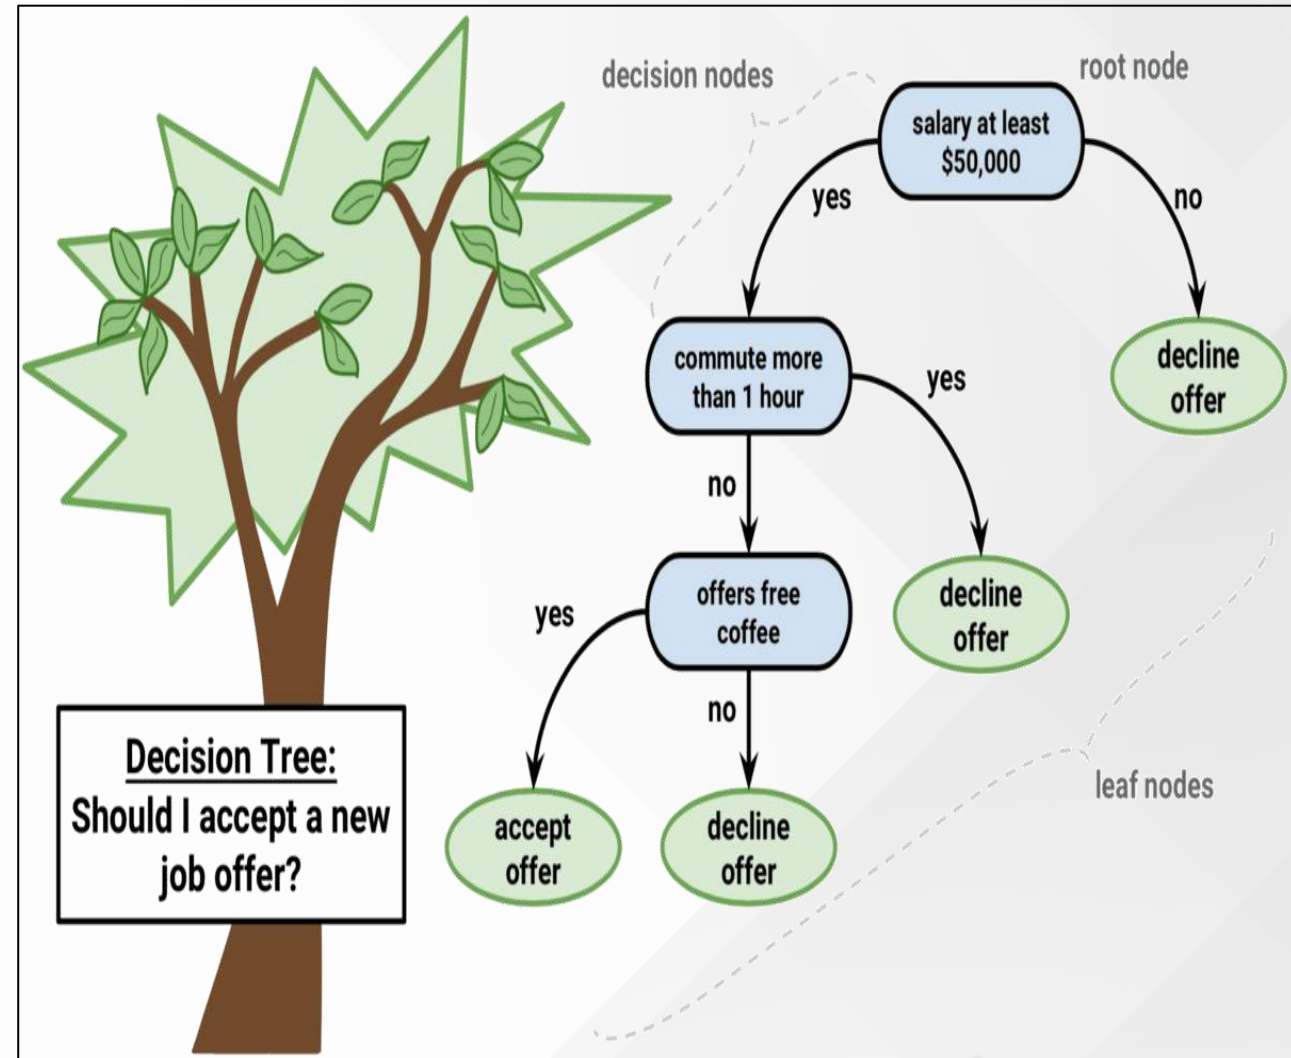 decision nodes
root node
salary at least
$50,000
yes
no
commute more
than 1 hour
yes
decline
offer
no
offers free
coffee
decline
offer
yes
no
Decision Tree:
Should I accept a new
job offer?
accept
offer
decline
offer
leaf nodes